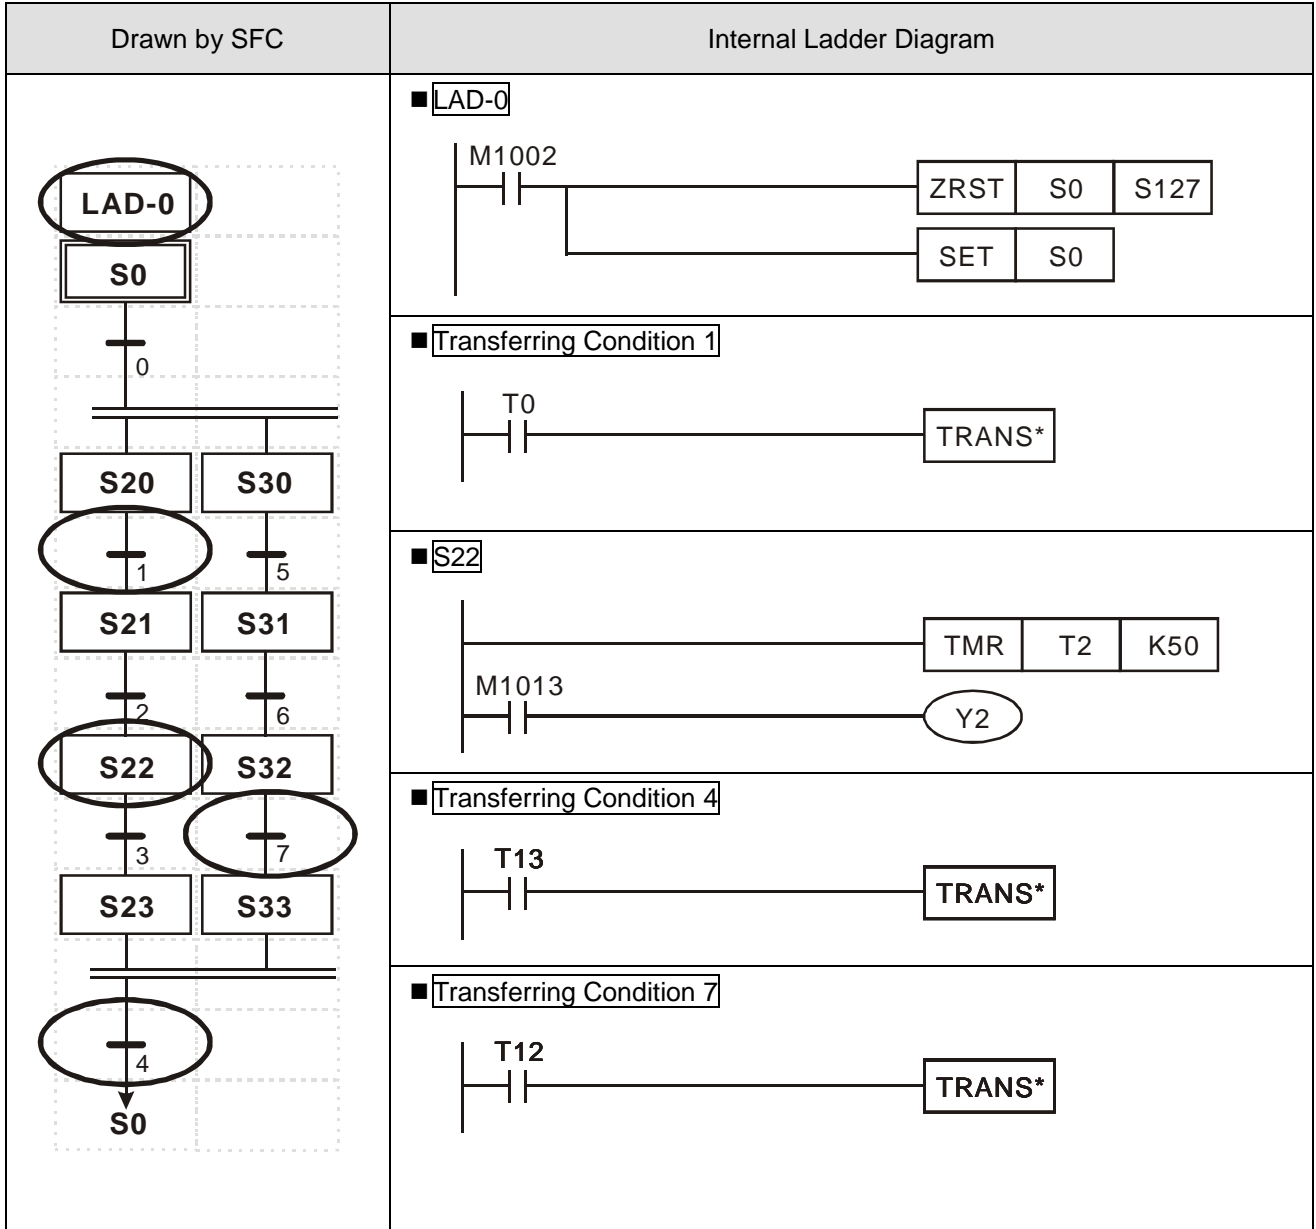 Drawn by SFC
Internal Ladder Diagram
LAD-0
S0
0
S20 S30
1 5
S21 S31
2 6
S22 S32
3 7
S23 S33
4
S0
■ LAD-0
M1002
ZRST S0 S127
SET S0
■ Transferring Condition 1
T0
TRANS*
■ S22
TMR T2 K50
M1013
Y2
■ Transferring Condition 4
T13
TRANS*
■ Transferring Condition 7
T12
TRANS*